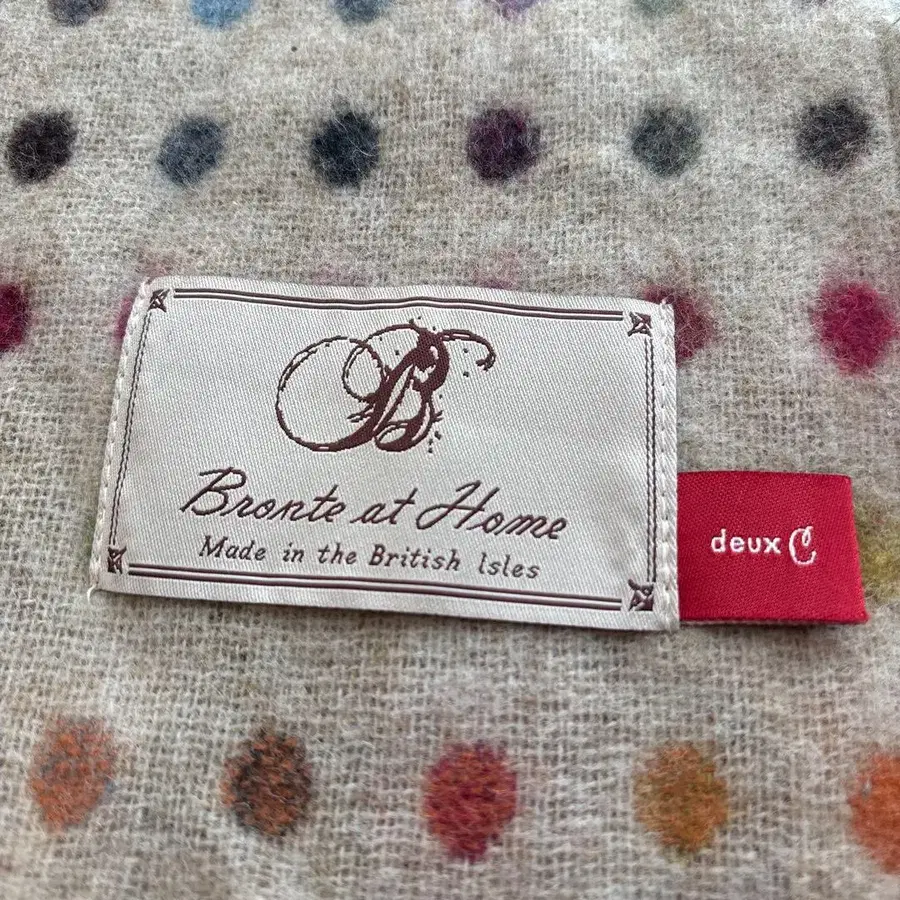 B
Bronte at Home
Made in the British Isles
deux C